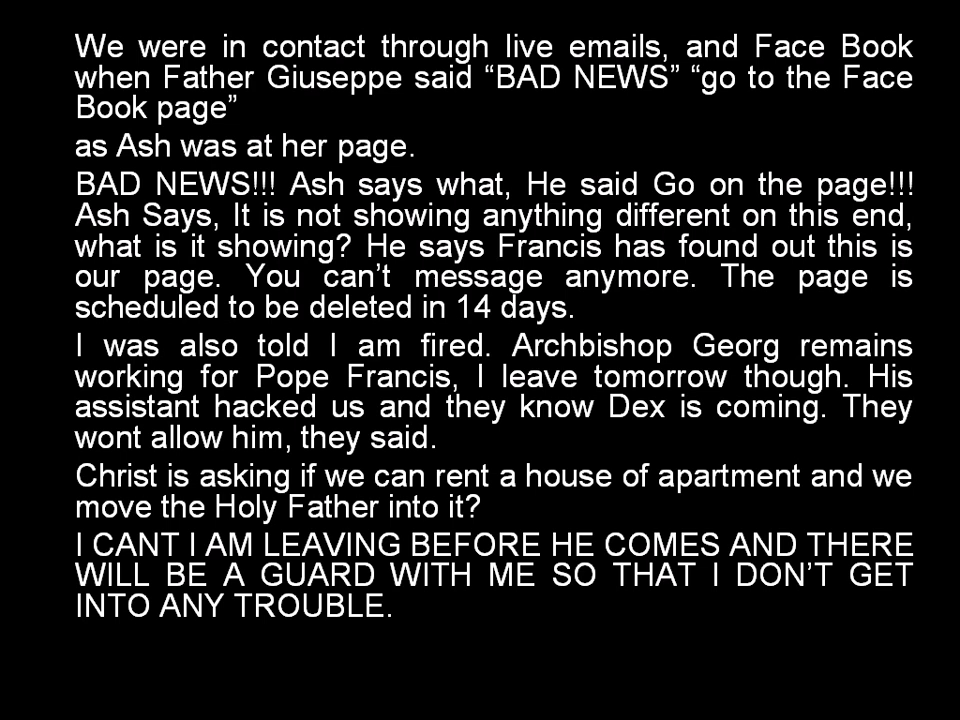 We were in contact through live emails, and Face Book
when Father Giuseppe said “BAD NEWS” “go to the Face
Book page”
as Ash was at her page.
BAD NEWS!!! Ash says what, He said Go on the page!!!
Ash Says, It is not showing anything different on this end,
what is it showing? He says Francis has found out this is
our page. You can’t message anymore. The page is
scheduled to be deleted in 14 days.
I was also told I am fired. Archbishop Georg remains
working for Pope Francis, I leave tomorrow though. His
assistant hacked us and they know Dex is coming. They
wont allow him, they said.
Christ is asking if we can rent a house of apartment and we
move the Holy Father into it?
I CANT I AM LEAVING BEFORE HE COMES AND THERE
WILL BE A GUARD WITH ME SO THAT I DON’T GET
INTO ANY TROUBLE.